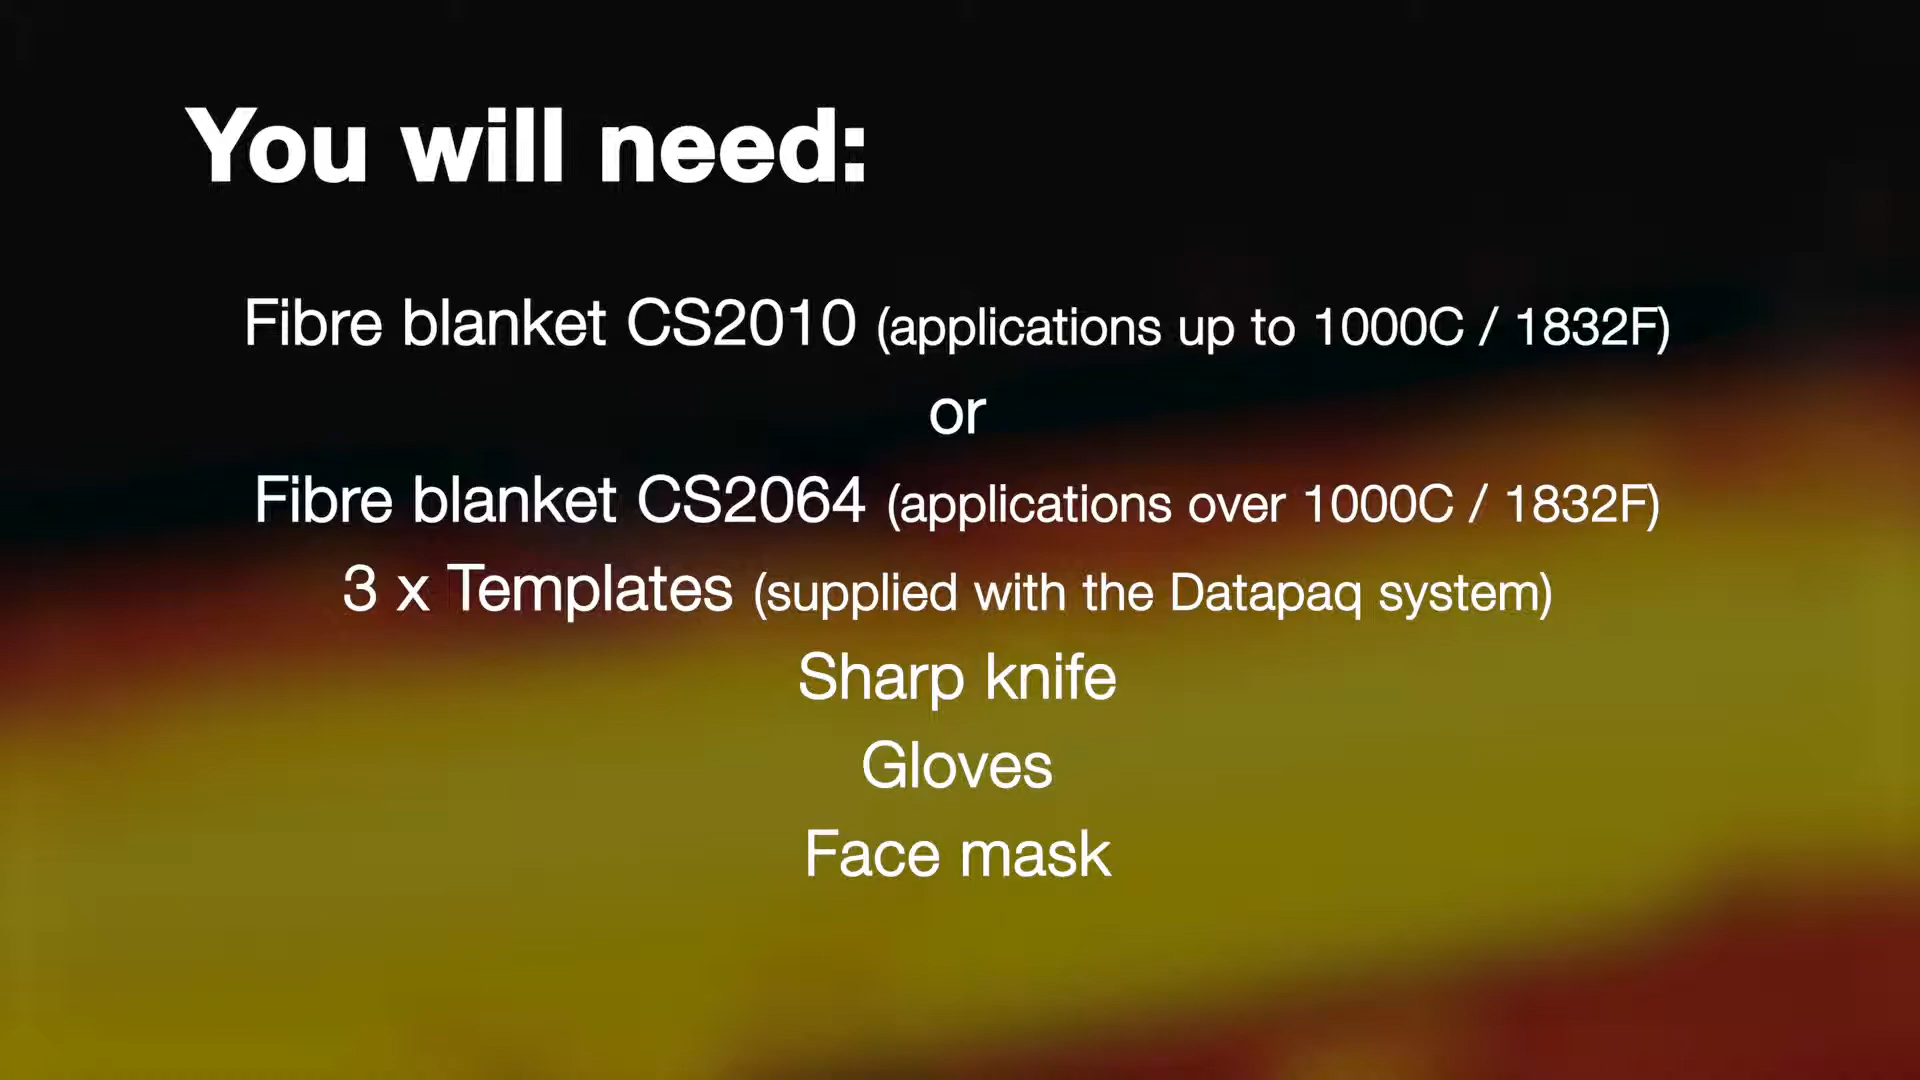 You will need:
Fibre blanket CS2010 (applications up to 1000C / 1832F)
or
Fibre blanket CS2064 (applications over 1000C / 1832F)
3 x Templates (supplied with the Datapaq system)
Sharp knife
Gloves
Face mask